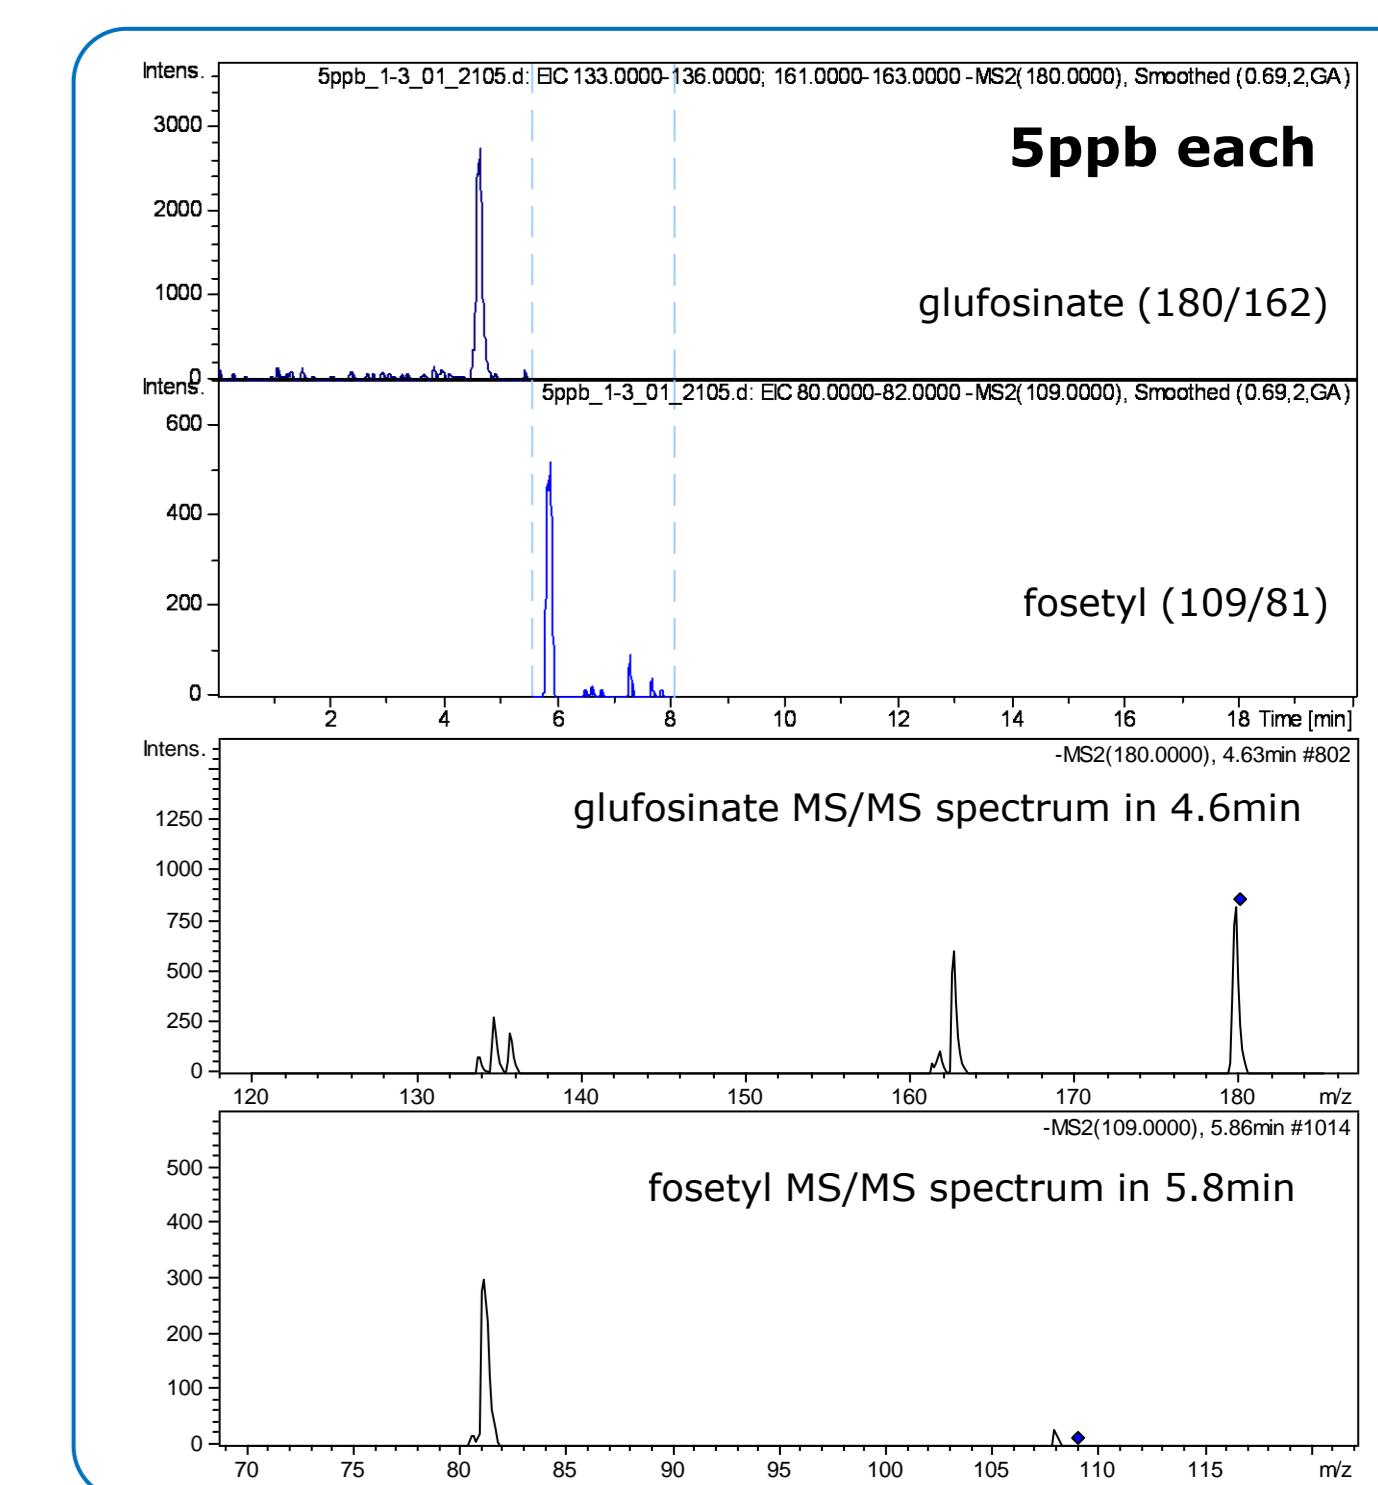 Intens.
5ppb_1-3_01_2105.d: EIC 133.0000-136.0000; 161.0000-163.0000 -MS2(180.0000), Smoothed (0.69,2,GA)
5ppb each
3000
2000
1000
0
glufosinate (180/162)
Intens.
5ppb_1-3_01_2105.d: EIC 80.0000-82.0000 -MS2(109.0000), Smoothed (0.69,2,GA)
600
400
200
0
fosetyl (109/81)
2 4 6 8 10 12 14 16 18 Time [min]
Intens.
-MS2(180.0000), 4.63min #802
glufosinate MS/MS spectrum in 4.6min
1250
1000
750
500
250
0
120 130 140 150 160 170 180 m/z
-MS2(109.0000), 5.86min #1014
fosetyl MS/MS spectrum in 5.8min
500
400
300
200
100
0
70 75 80 85 90 95 100 105 110 115 m/z